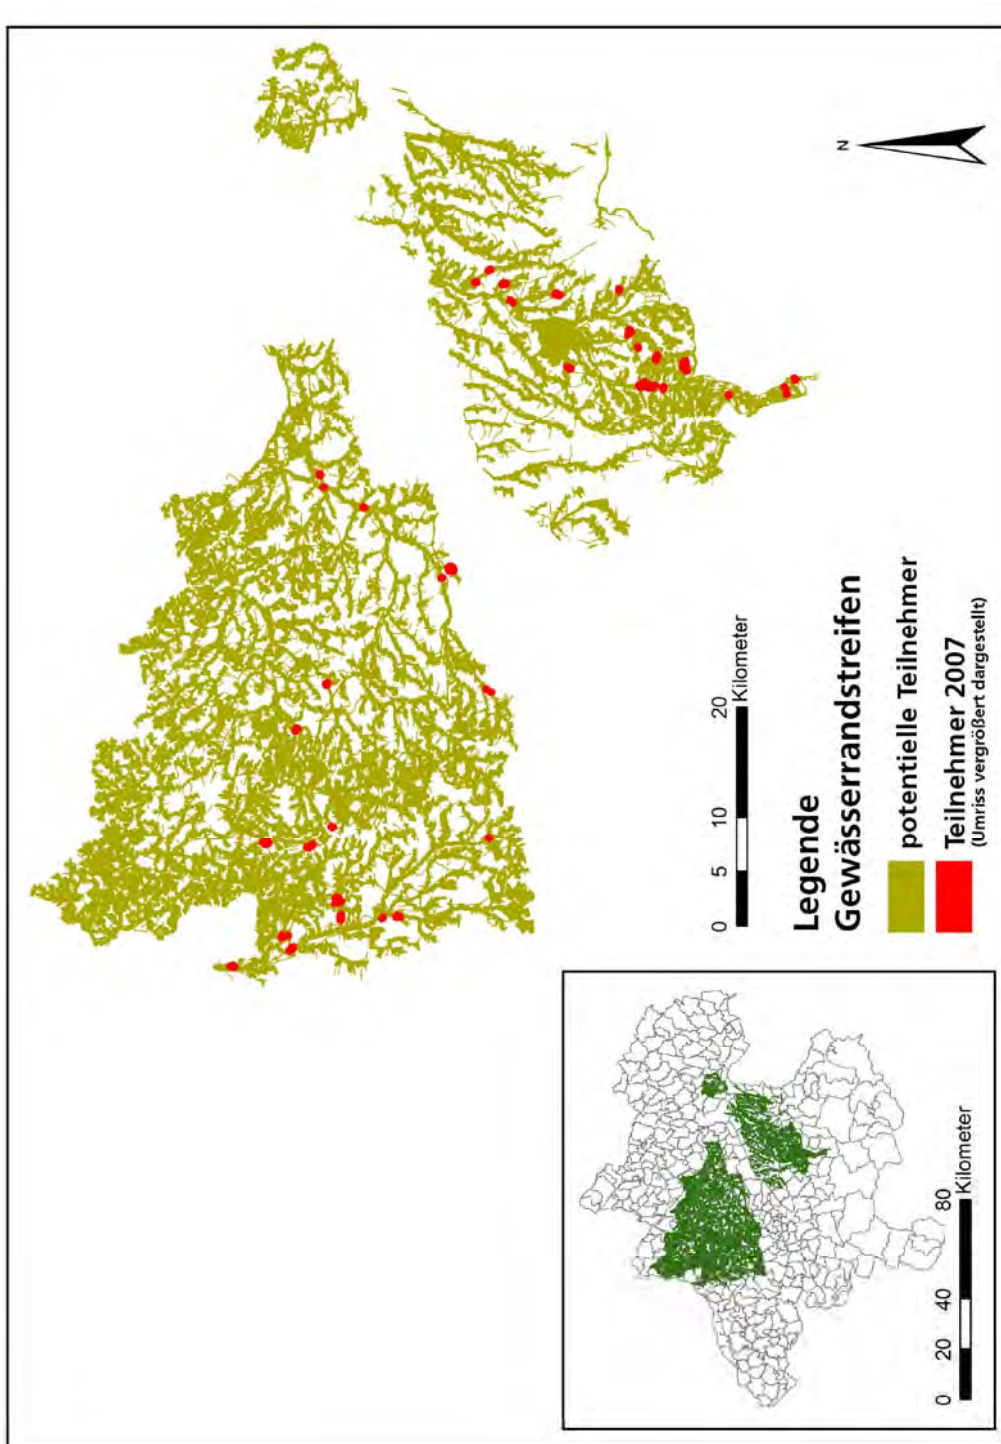 N
Legende
Gewässerrandstreifen
potentielle Teilnehmer
Teilnehmer 2007
(Umriss vergrößert dargestellt)
0 5 10 20
Kilometer
0 20 40 80
Kilometer